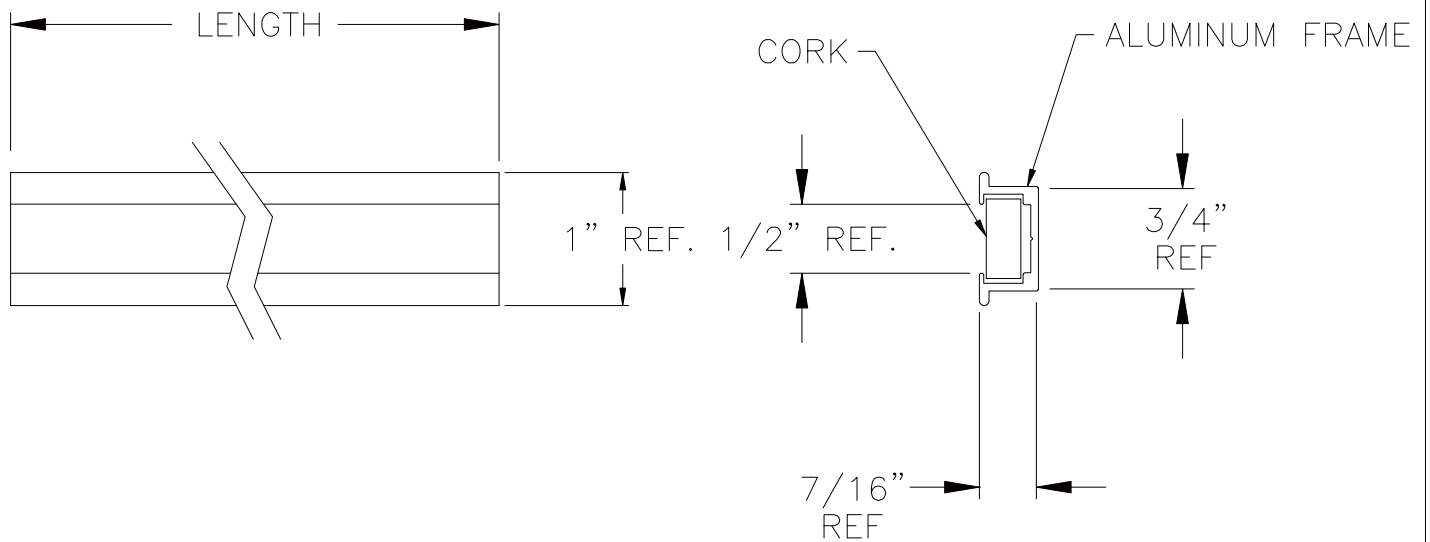 LENGTH
CORK
ALUMINUM FRAME
1” REF.
1/2” REF.
3/4”
REF
7/16”
REF